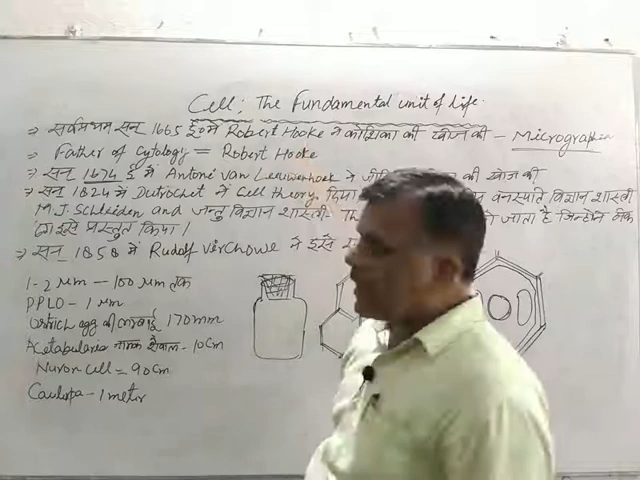 Cell: The Fundamental unit of life.
⇒ सर्वप्रथम सन् 1665 ई० में Robert Hooke ने कोशिका की खोज की – Micrographia
⇒ Father of Cytology = Robert Hooke
⇒ सन् 1674 ई में Antoni van Leeuwenhoek ने की खोज की
⇒ सन् 1824 में Dutrochet ने Cell theory दिया वनस्पति विज्ञान शास्त्री
M.J. Schleiden and जन्तु विज्ञान शास्त्री जाता है जिन्होंने
इसे प्रस्तुत किया।
⇒ सन् 1858 में Rudolf Verchowe ने इसे
1-2 μm – 100 μm तक
PPLO – 1 μm
Ostrich agg की लम्बाई 170mm
Acetabularia नामक शैवाल - 10cm
Nuron cell = 90cm
Caulerpa – 1 meter